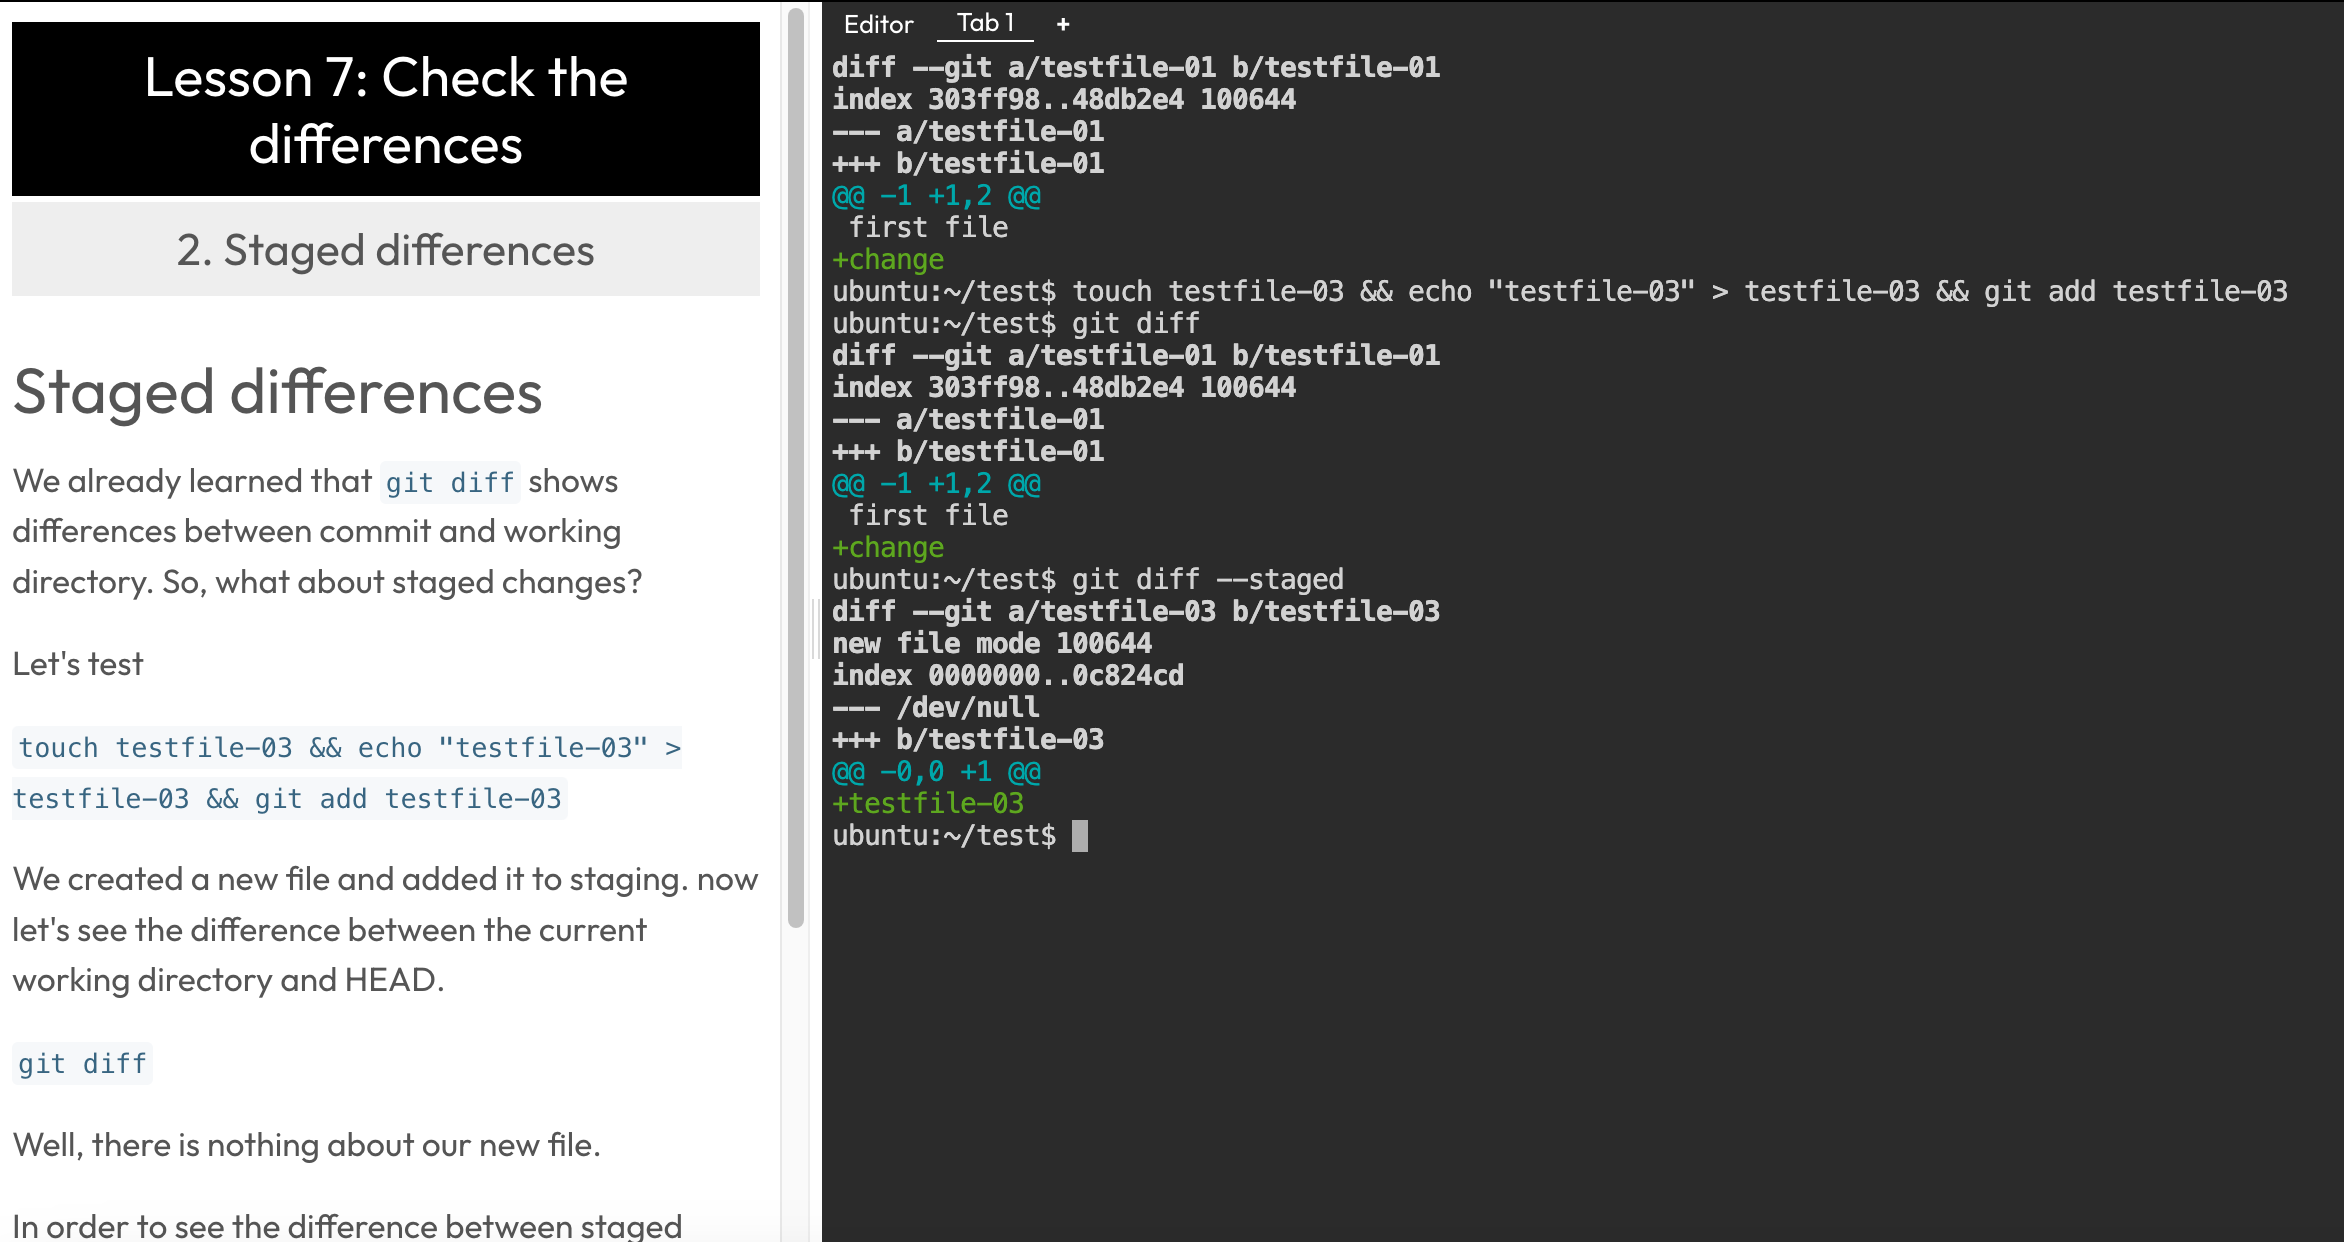 Lesson 7: Check the
differences
2. Staged differences
Staged differences
We already learned that git diff shows
differences between commit and working
directory. So, what about staged changes?
Let's test
touch testfile-03 && echo "testfile-03" >
testfile-03 && git add testfile-03
We created a new file and added it to staging. now
let's see the difference between the current
working directory and HEAD.
git diff
Well, there is nothing about our new file.
In order to see the difference between staged
Editor Tab 1 +
diff --git a/testfile-01 b/testfile-01
index 303ff98..48db2e4 100644
--- a/testfile-01
+++ b/testfile-01
@@ -1 +1,2 @@
 first file
+change
ubuntu:~/test$ touch testfile-03 && echo "testfile-03" > testfile-03 && git add testfile-03
ubuntu:~/test$ git diff
diff --git a/testfile-01 b/testfile-01
index 303ff98..48db2e4 100644
--- a/testfile-01
+++ b/testfile-01
@@ -1 +1,2 @@
 first file
+change
ubuntu:~/test$ git diff --staged
diff --git a/testfile-03 b/testfile-03
new file mode 100644
index 0000000..0c824cd
--- /dev/null
+++ b/testfile-03
@@ -0,0 +1 @@
+testfile-03
ubuntu:~/test$